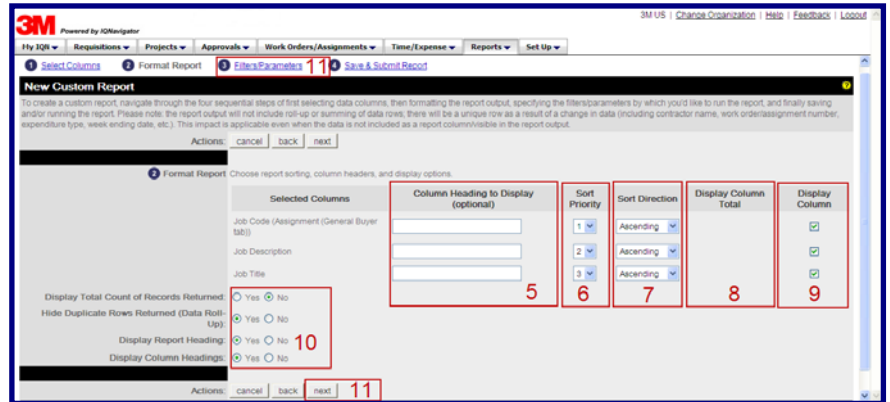 3M US | Change Organization | Help | Feedback | Logout
3M Powered by IQNavigator
My IQN Requisitions Projects Approvals Work Orders/Assignments Time/Expense Reports Set Up
1 Select Columns 2 Format Report 3 Filters/Parameters 11 4 Save & Submit Report
New Custom Report ?
To create a custom report, navigate through the four sequential steps of first selecting data columns, then formatting the report output, specifying the filters/parameters by which you'd like to run the report, and finally saving
and/or running the report. Please note: the report output will not include roll-up or summing of data rows; there will be a unique row as a result of a change in data (including contractor name, work order/assignment number,
expenditure type, week ending date, etc.). This impact is applicable even when the data is not included as a report column/visible in the report output.
Actions: cancel back next
2 Format Report Choose report sorting, column headers, and display options.
Selected Columns Column Heading to Display (optional) Sort Priority Sort Direction Display Column Total Display Column
Job Code (Assignment (General Buyer tab)) 1 Ascending
Job Description 2 Ascending
Job Title 3 Ascending
5 6 7 8 9
Display Total Count of Records Returned: Yes No
Hide Duplicate Rows Returned (Data Roll-Up): Yes No
Display Report Heading: Yes No 10
Display Column Headings: Yes No
Actions: cancel back next 11